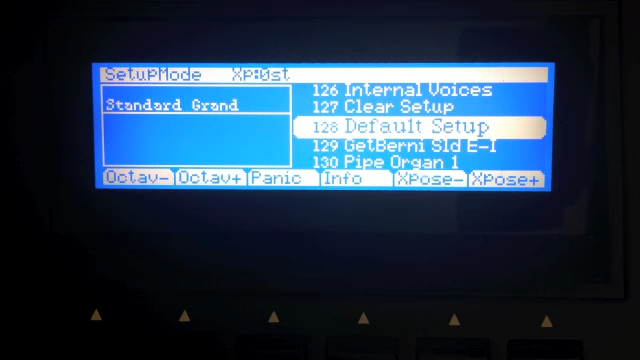 SetupMode Xp:0st
126 Internal Voices
Standard Grand
127 Clear Setup
128 Default Setup
129 GetBerni Sld E-I
130 Pipe Organ 1
Octav- Octav+ Panic Info Xpose- Xpose+